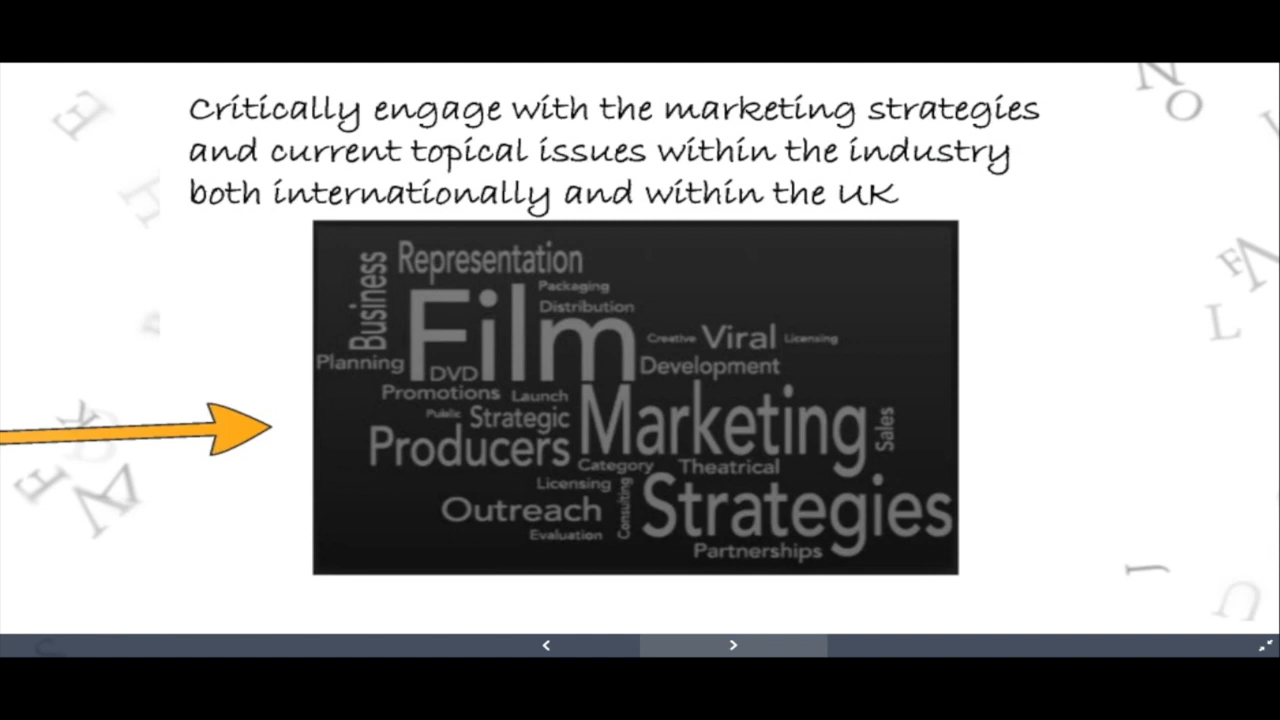 Critically engage with the marketing strategies
and current topical issues within the industry
both internationally and within the UK
Business
Representation
Packaging
Distribution
Film
Creative
Viral
Licensing
Planning
DVD
Development
Promotions
Launch
Public
Strategic
Marketing
Sales
Producers
Category
Theatrical
Licensing
Consulting
Strategies
Outreach
Evaluation
Partnerships